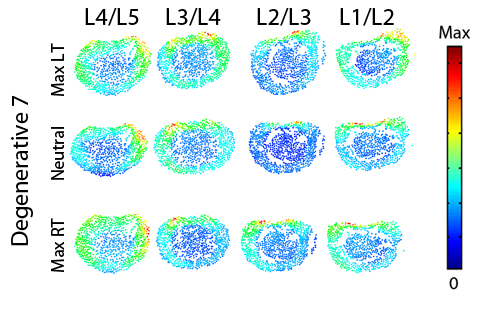 L4/L5 L3/L4 L2/L3 L1/L2
Max
Degenerative 7
Max LT
Neutral
Max RT
0